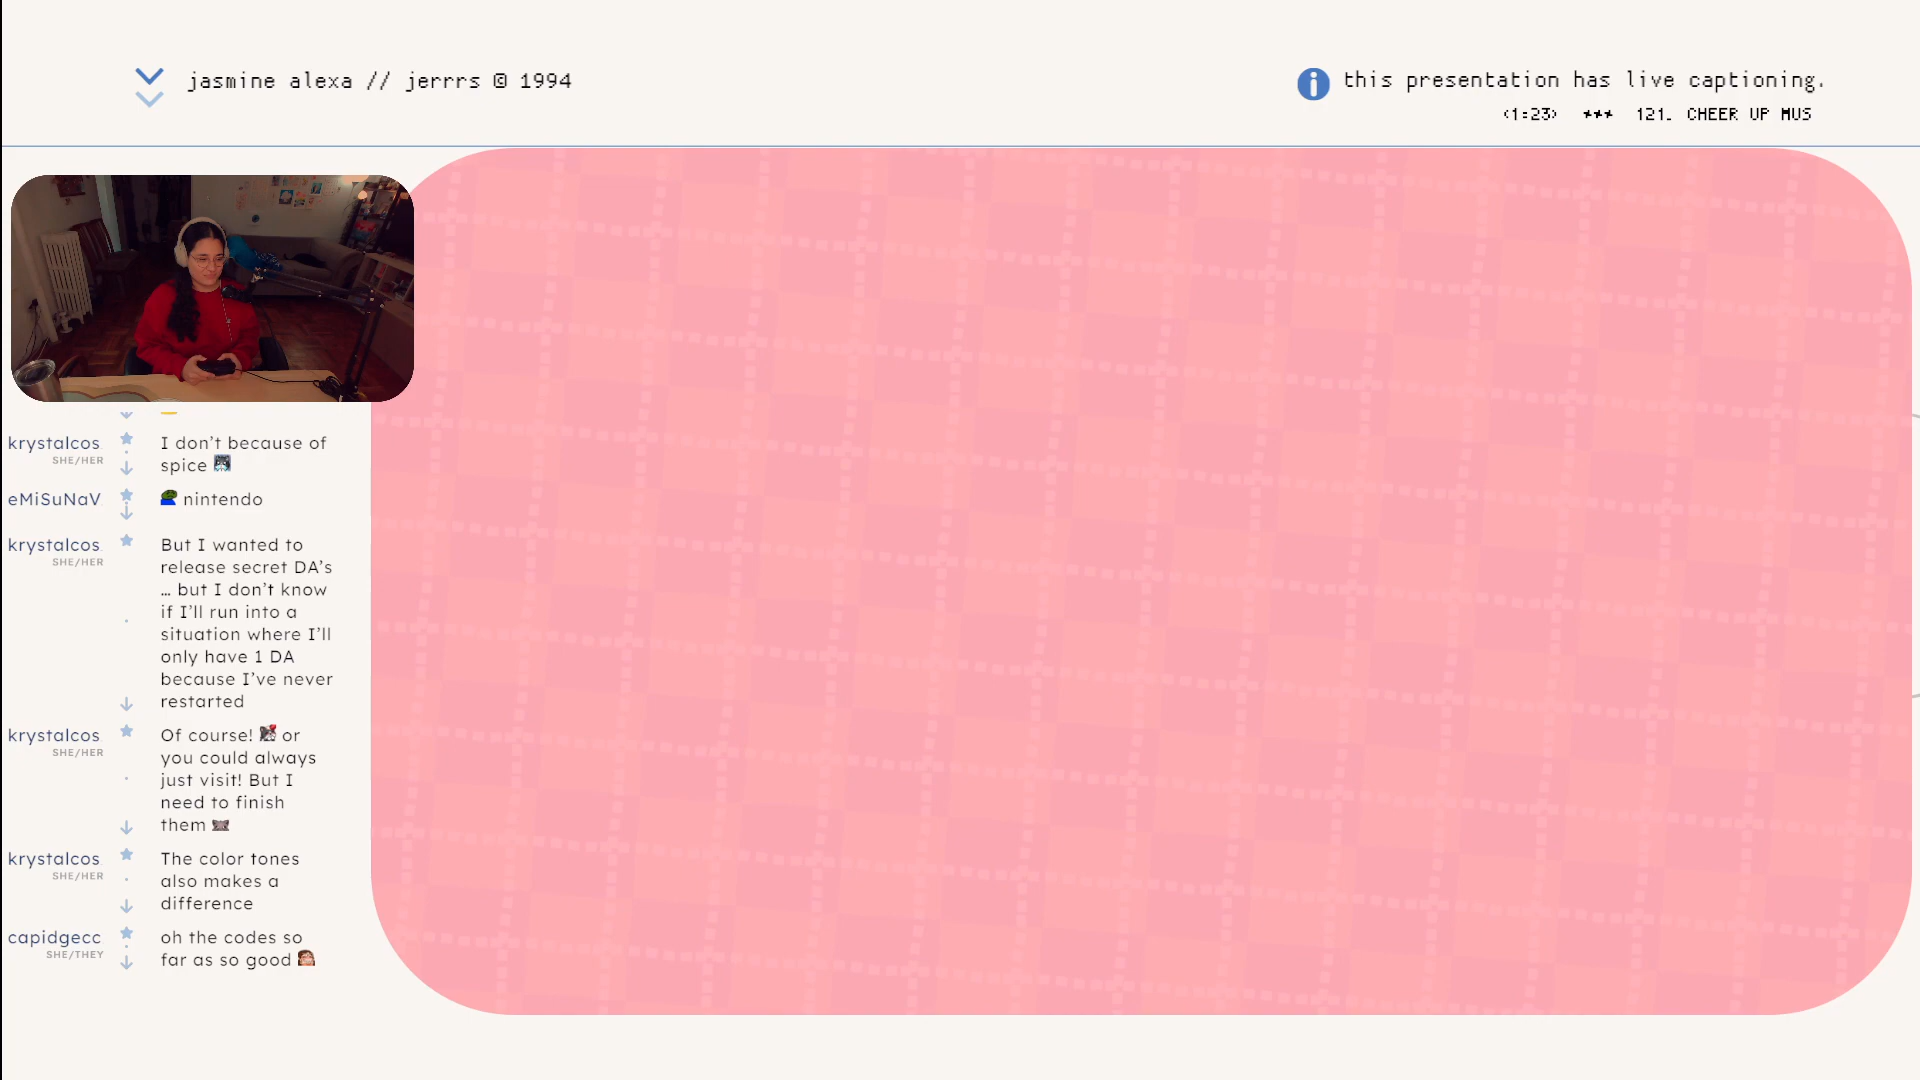 jasmine alexa // jerrrs @ 1994
this presentation has live captioning.
<1:23> *** 121. CHEER UP MUS
krystalcos
SHE/HER
I don't because of
spice
eMiSuNaV
nintendo
krystalcos
SHE/HER
But I wanted to
release secret DA's
... but I don't know
if I'll run into a
situation where I'll
only have 1 DA
because I've never
restarted
krystalcos
SHE/HER
Of course! or
you could always
just visit! But I
need to finish
them
krystalcos
SHE/HER
The color tones
also makes a
difference
capidgecc
SHE/THEY
oh the codes so
far as so good